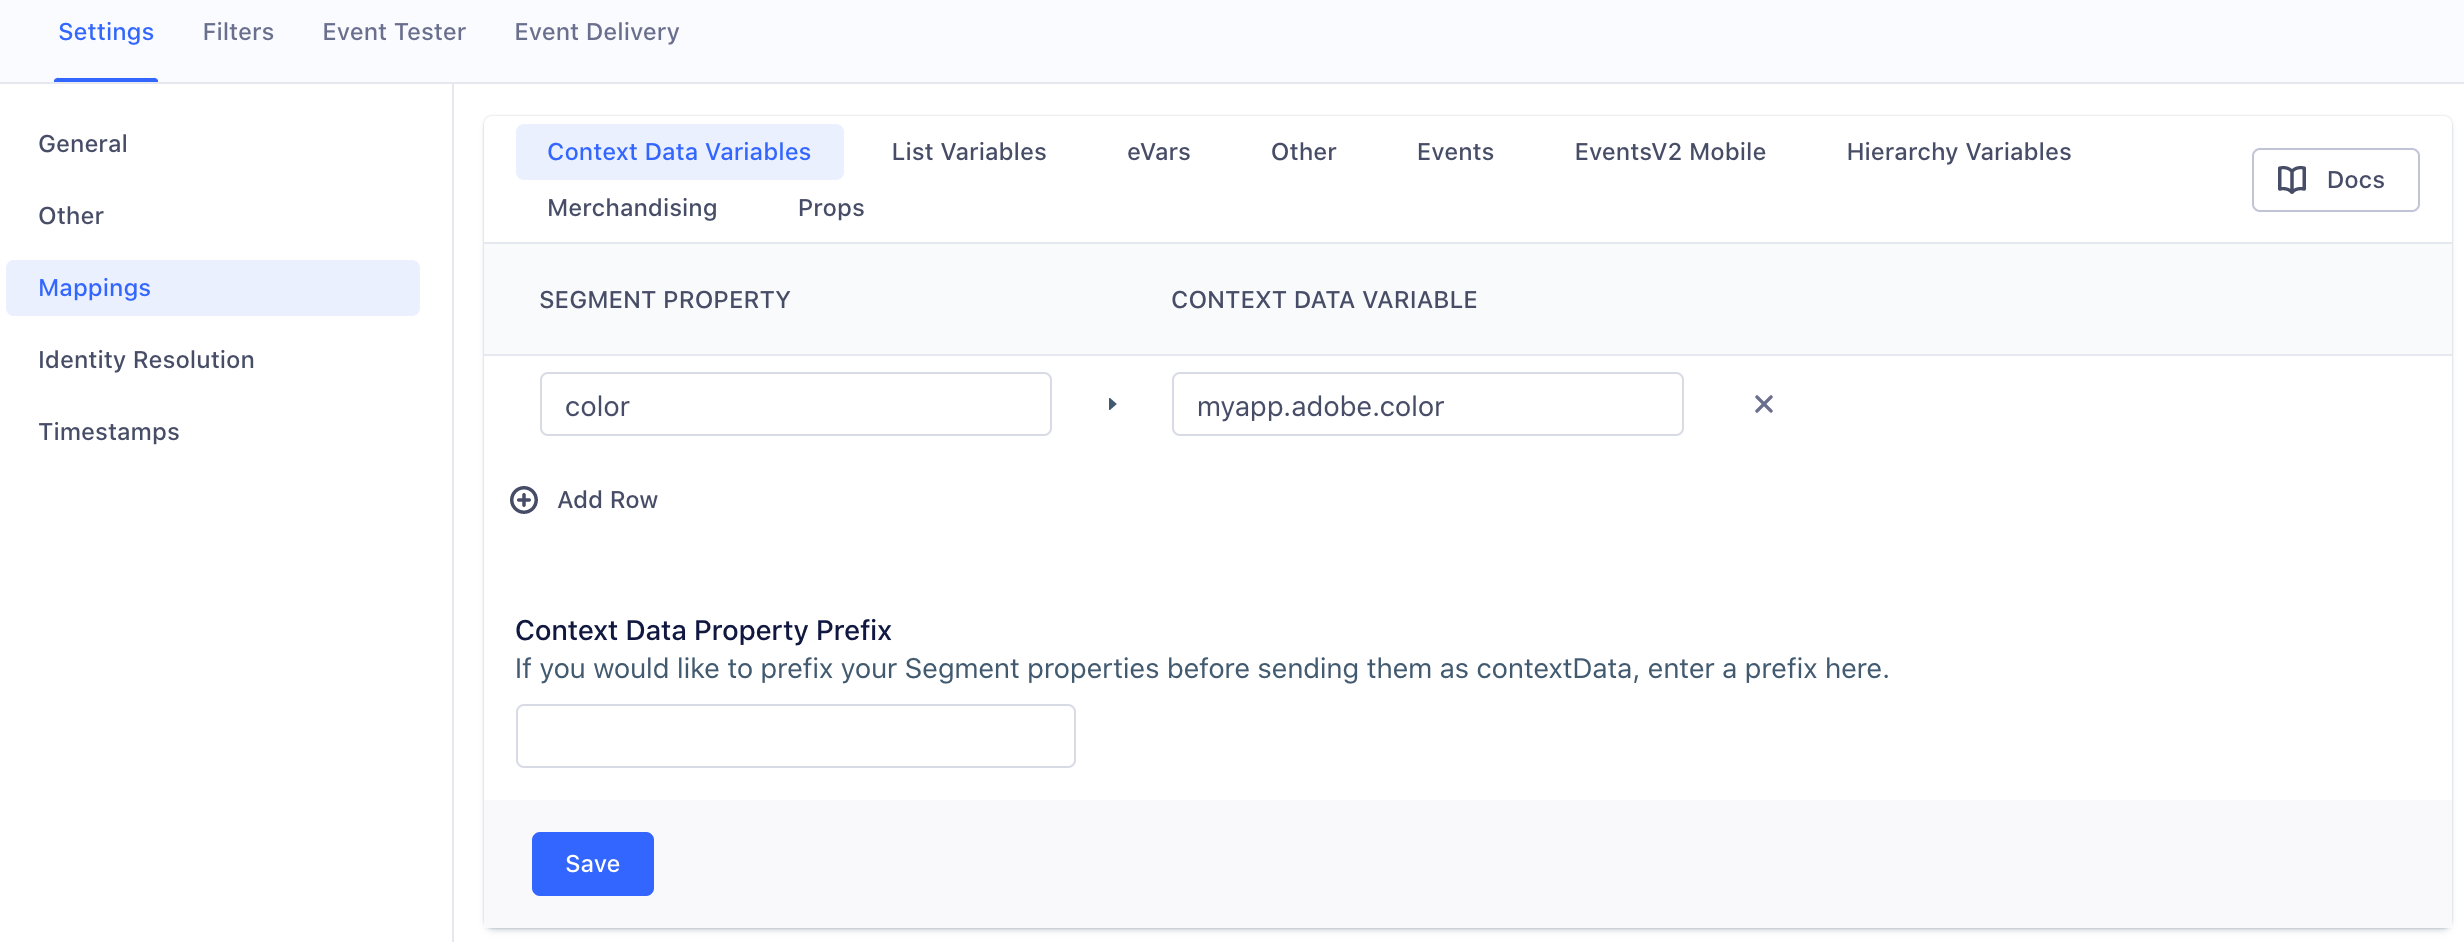 Settings Filters Event Tester Event Delivery
General
Other
Mappings
Identity Resolution
Timestamps
Context Data Variables List Variables eVars Other Events EventsV2 Mobile Hierarchy Variables
Merchandising Props
Docs
SEGMENT PROPERTY CONTEXT DATA VARIABLE
color myapp.adobe.color
Add Row
Context Data Property Prefix
If you would like to prefix your Segment properties before sending them as contextData, enter a prefix here.
Save